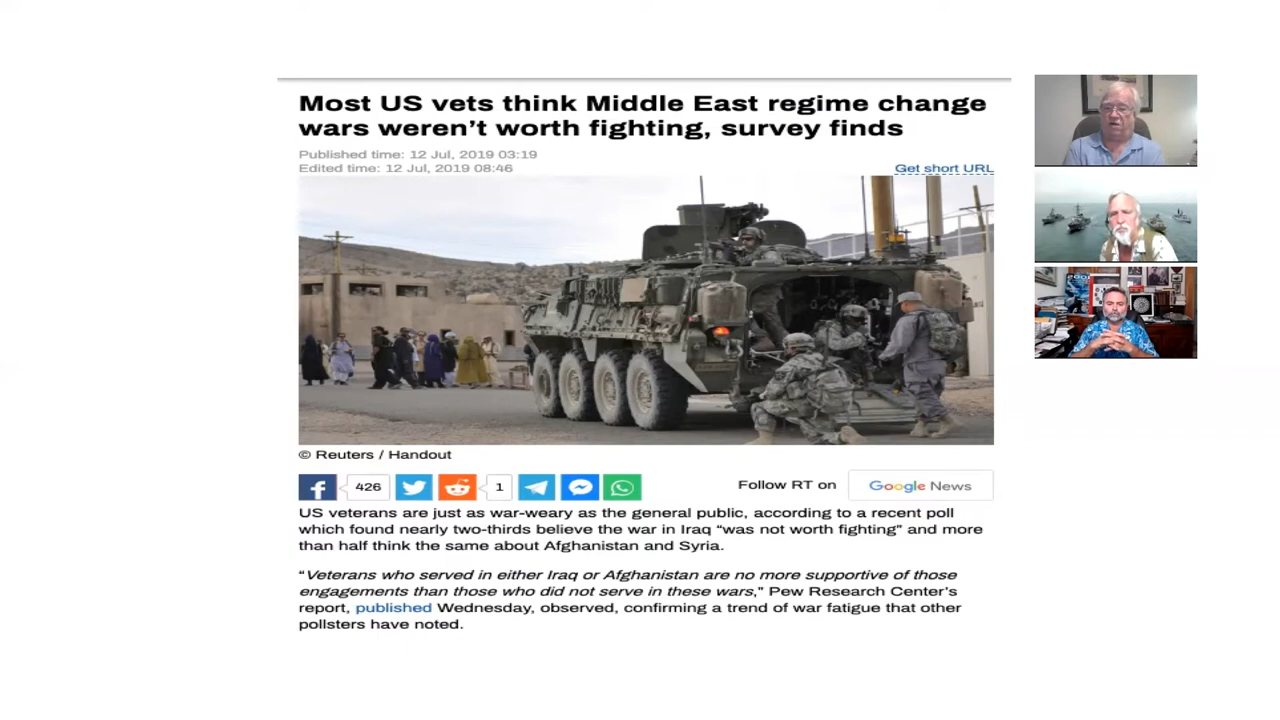 Most US vets think Middle East regime change
wars weren't worth fighting, survey finds
Published time: 12 Jul, 2019 03:19
Edited time: 12 Jul, 2019 08:46
Get short URL
© Reuters / Handout
426
1
Follow RT on
Google News
US veterans are just as war-weary as the general public, according to a recent poll
which found nearly two-thirds believe the war in Iraq “was not worth fighting” and more
than half think the same about Afghanistan and Syria.
“Veterans who served in either Iraq or Afghanistan are no more supportive of those
engagements than those who did not serve in these wars,” Pew Research Center's
report, published Wednesday, observed, confirming a trend of war fatigue that other
pollsters have noted.